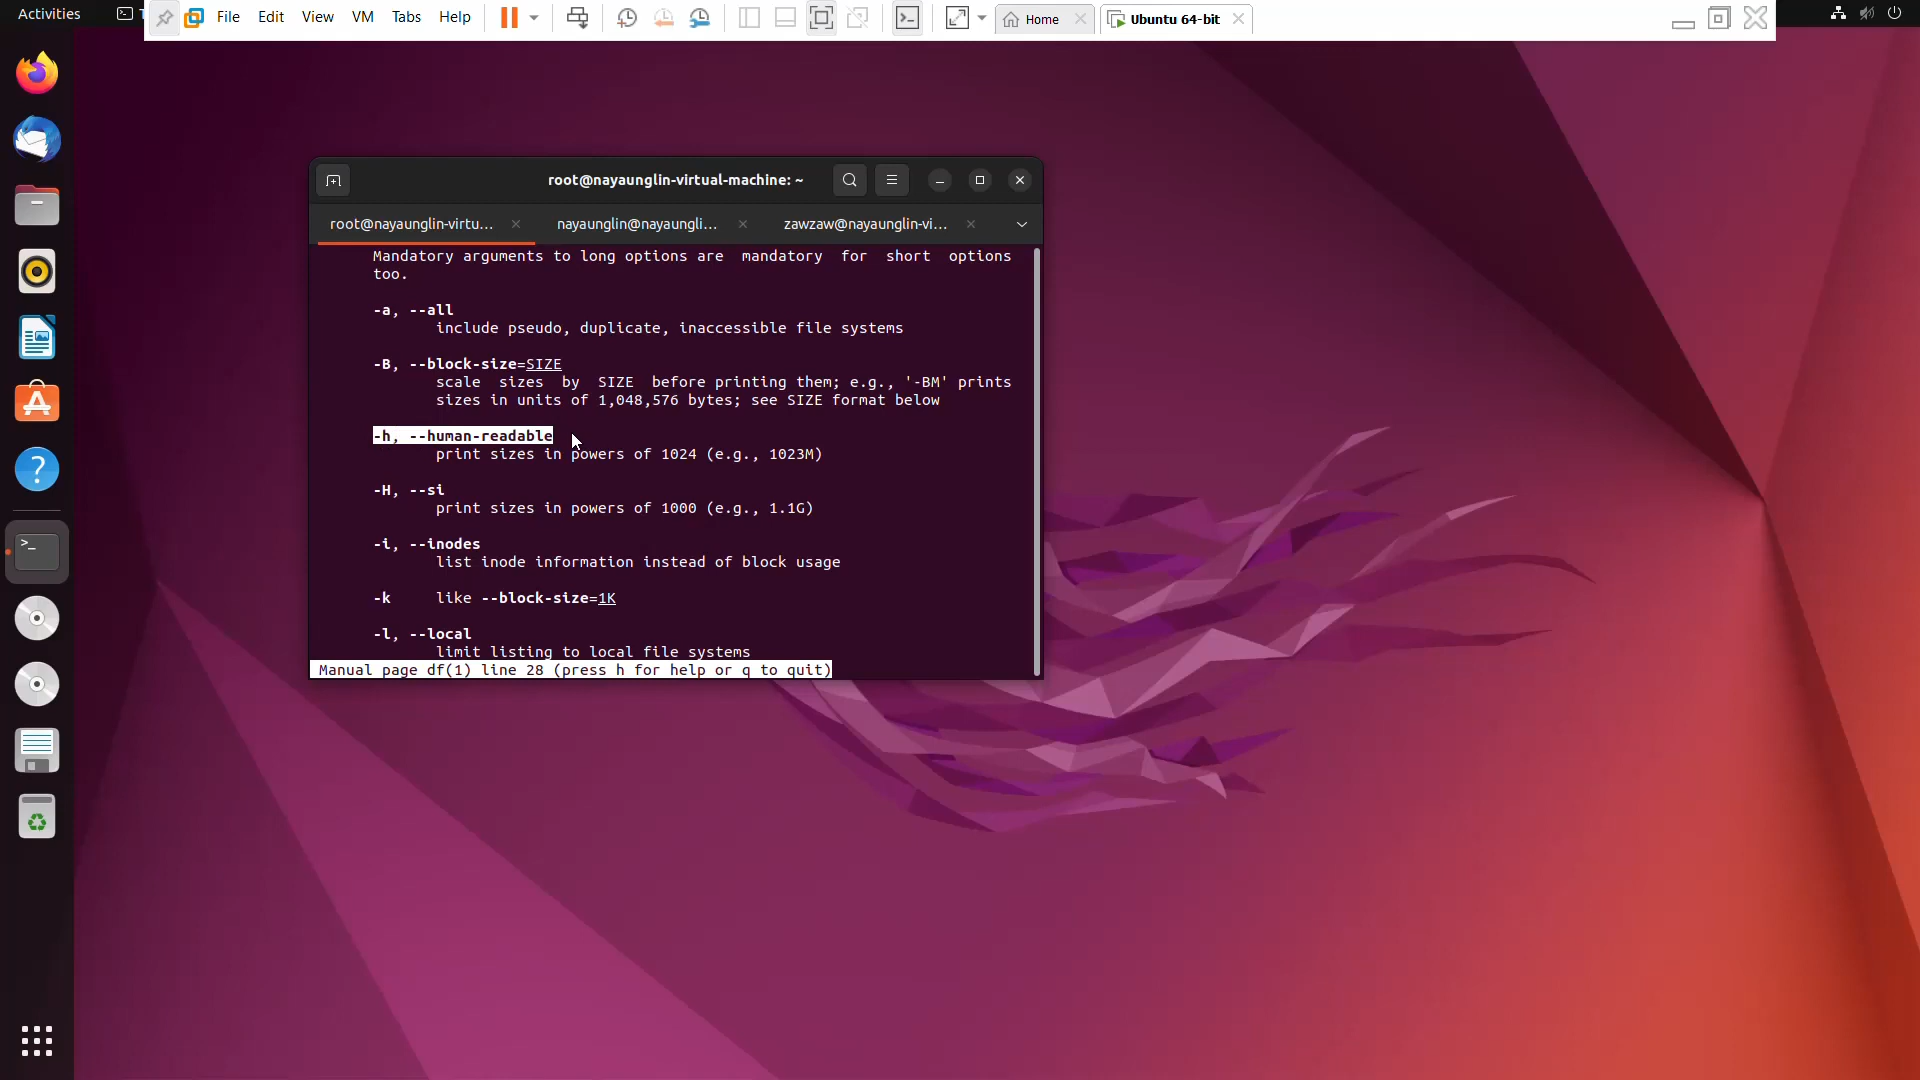 Activities
File Edit View VM Tabs Help
Home
Ubuntu 64-bit
root@nayaunglin-virtual-machine: ~
root@nayaunglin-virtu...
nayaunglin@nayaungli...
zawzaw@nayaunglin-vi...
Mandatory arguments to long options are mandatory for short options
too.
-a, --all
include pseudo, duplicate, inaccessible file systems
-B, --block-size=SIZE
scale sizes by SIZE before printing them; e.g., '-BM' prints
sizes in units of 1,048,576 bytes; see SIZE format below
-h, --human-readable
print sizes in powers of 1024 (e.g., 1023M)
-H, --si
print sizes in powers of 1000 (e.g., 1.1G)
-i, --inodes
list inode information instead of block usage
-k like --block-size=1K
-l, --local
limit listing to local file systems
Manual page df(1) line 28 (press h for help or q to quit)